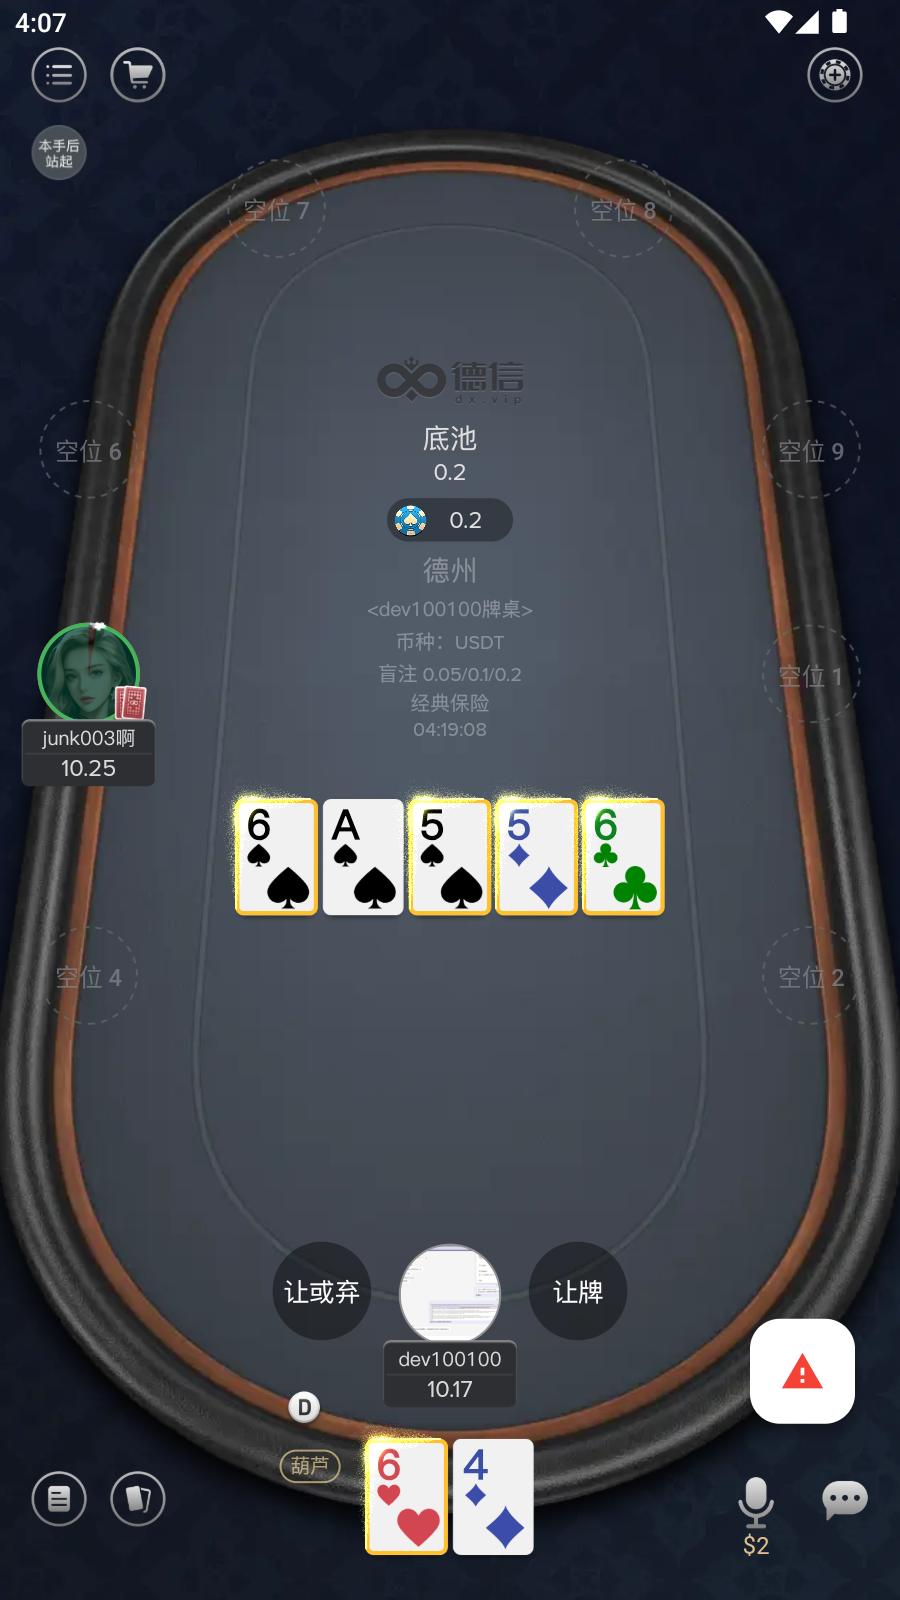 4:07
本手后
站起
空位 7
空位 8
德信
dx.vip
底池
0.2
空位 6
空位 9
0.2
德州
<dev100100牌桌>
币种：USDT
盲注 0.05/0.1/0.2
空位 1
经典保险
04:19:08
junk003啊
10.25
6
A
5
5
6
空位 4
空位 2
让或弃
让牌
dev100100
10.17
D
葫芦
6
4
$2